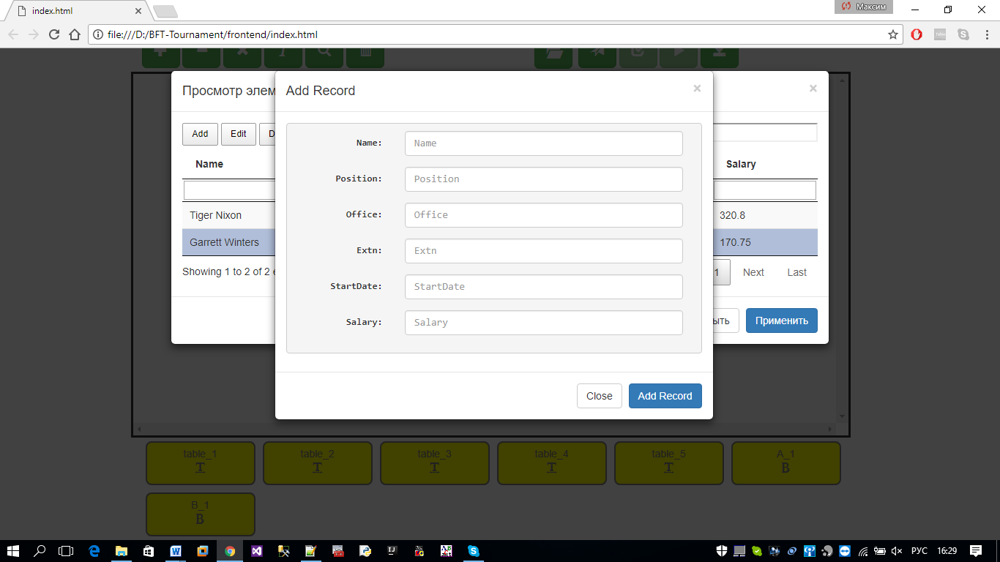 index.html
Максим
file:///D:/BFT-Tournament/frontend/index.html
Просмотр элем
×
Add Record
×
Add
Edit
D
Name
Salary
Tiger Nixon
320.8
Garrett Winters
170.75
Showing 1 to 2 of 2 e
1
Next
Last
ыть
Применить
Name:
Name
Position:
Position
Office:
Office
Extn:
Extn
StartDate:
StartDate
Salary:
Salary
Close
Add Record
table_1
T
table_2
T
table_3
T
table_4
T
table_5
T
A_1
B
B_1
B
РУС
16:29